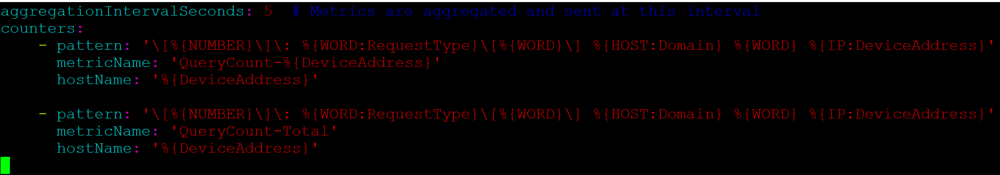 aggregationIntervalSeconds: 5  # Metrics are aggregated and sent at this interval
counters:
    - pattern: '\[%{NUMBER}\]\: %{WORD:RequestType}\[%{WORD}\] %{HOST:Domain} %{WORD} %{IP:DeviceAddress}'
      metricName: 'QueryCount-%{DeviceAddress}'
      hostName: '%{DeviceAddress}'

    - pattern: '\[%{NUMBER}\]\: %{WORD:RequestType}\[%{WORD}\] %{HOST:Domain} %{WORD} %{IP:DeviceAddress}'
      metricName: 'QueryCount-Total'
      hostName: '%{DeviceAddress}'